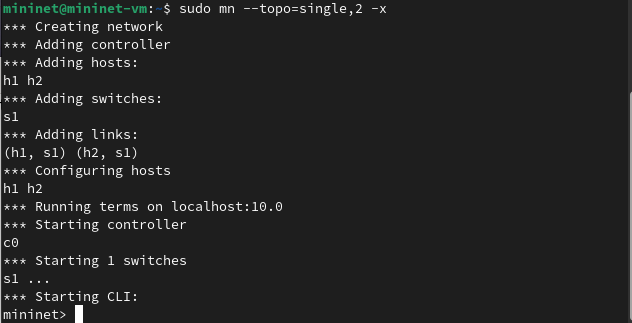 mininet@mininet-vm:~$ sudo mn --topo=single,2 -x
*** Creating network
*** Adding controller
*** Adding hosts:
h1 h2
*** Adding switches:
s1
*** Adding links:
(h1, s1) (h2, s1)
*** Configuring hosts
h1 h2
*** Running terms on localhost:10.0
*** Starting controller
c0
*** Starting 1 switches
s1 ...
*** Starting CLI:
mininet>